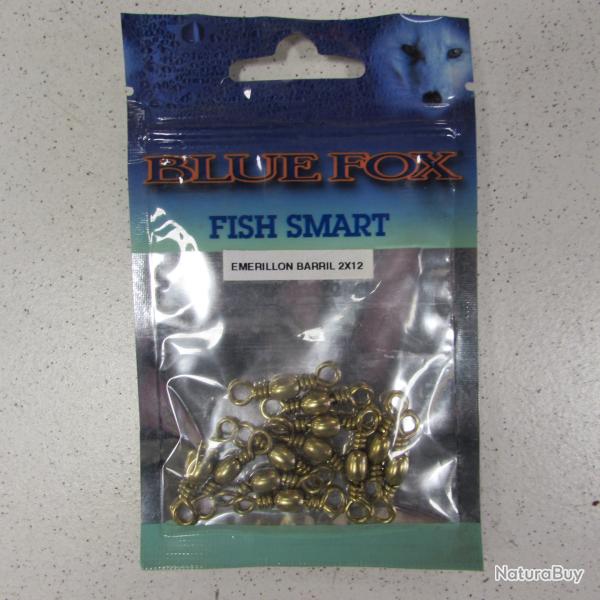 BLUE FOX
FISH SMART
EMERILLON BARRIL 2X12
NaturaBuy